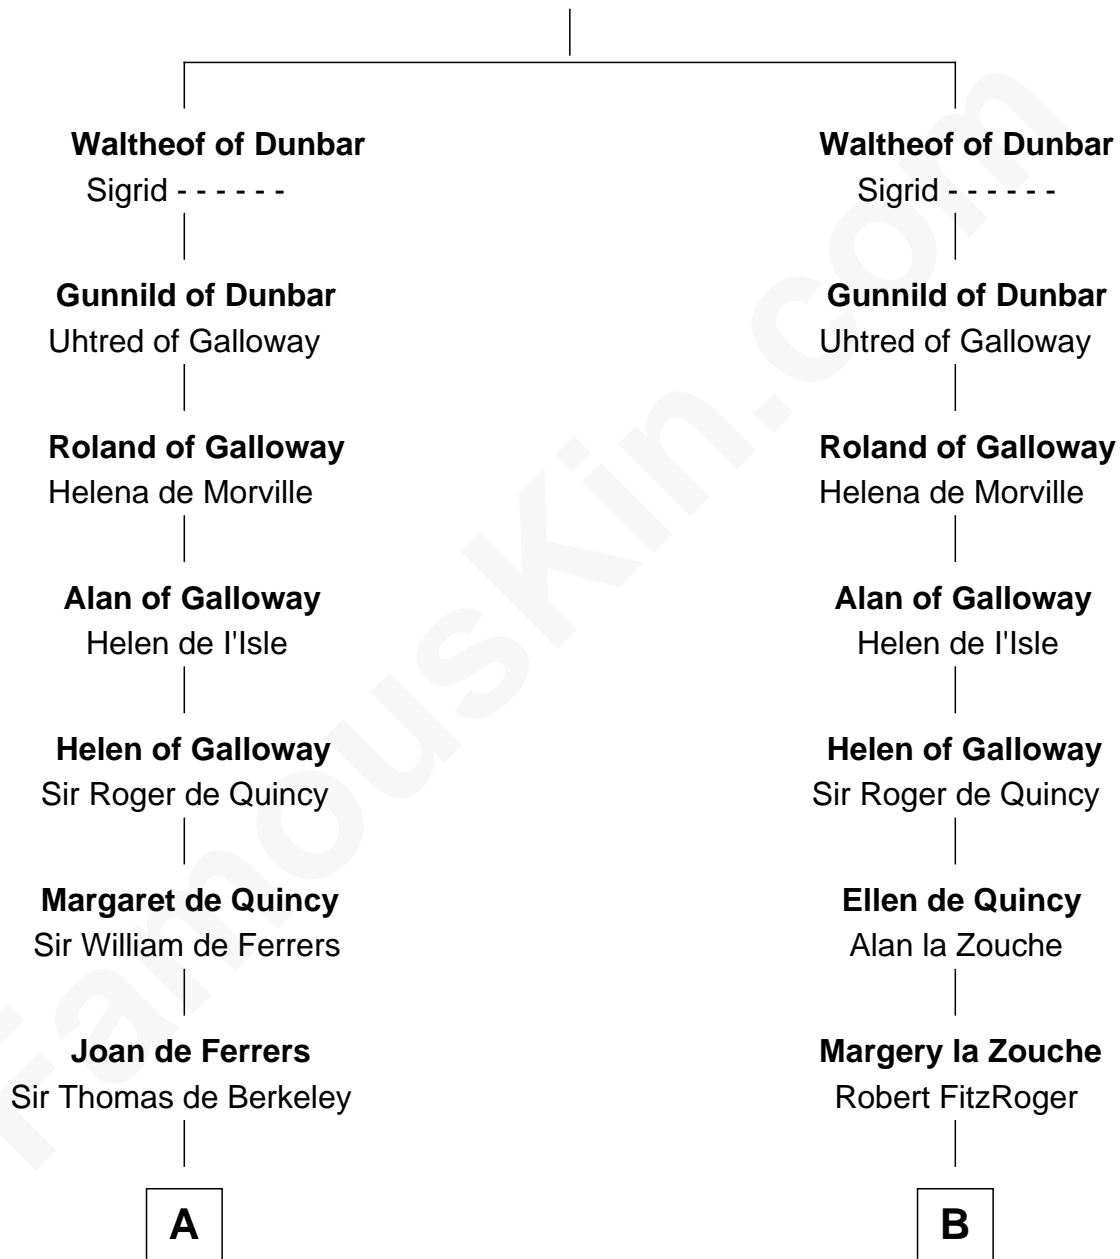 Waltheof of Dunbar
Sigrid - - - - - -
Gunnild of Dunbar
Uhtred of Galloway
Roland of Galloway
Helena de Morville
Alan of Galloway
Helen de I'Isle
Helen of Galloway
Sir Roger de Quincy
Margaret de Quincy
Sir William de Ferrers
Joan de Ferrers
Sir Thomas de Berkeley
A
Waltheof of Dunbar
Sigrid - - - - - -
Gunnild of Dunbar
Uhtred of Galloway
Roland of Galloway
Helena de Morville
Alan of Galloway
Helen de I'Isle
Helen of Galloway
Sir Roger de Quincy
Ellen de Quincy
Alan la Zouche
Margery la Zouche
Robert FitzRoger
B
FamousKin.com